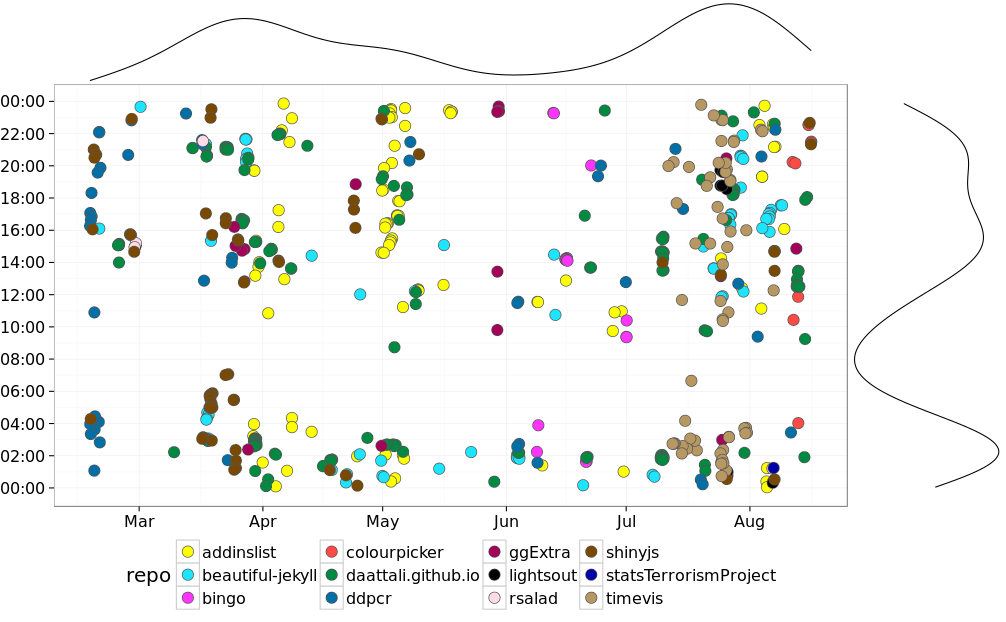 00:00
22:00
20:00
18:00
16:00
14:00
12:00
10:00
08:00
06:00
04:00
02:00
00:00
Mar Apr May Jun Jul Aug
repo
addinslist colourpicker ggExtra shinyjs
beautiful-jekyll daattali.github.io lightsout statsTerrorismProject
bingo ddpcr rsalad timevis